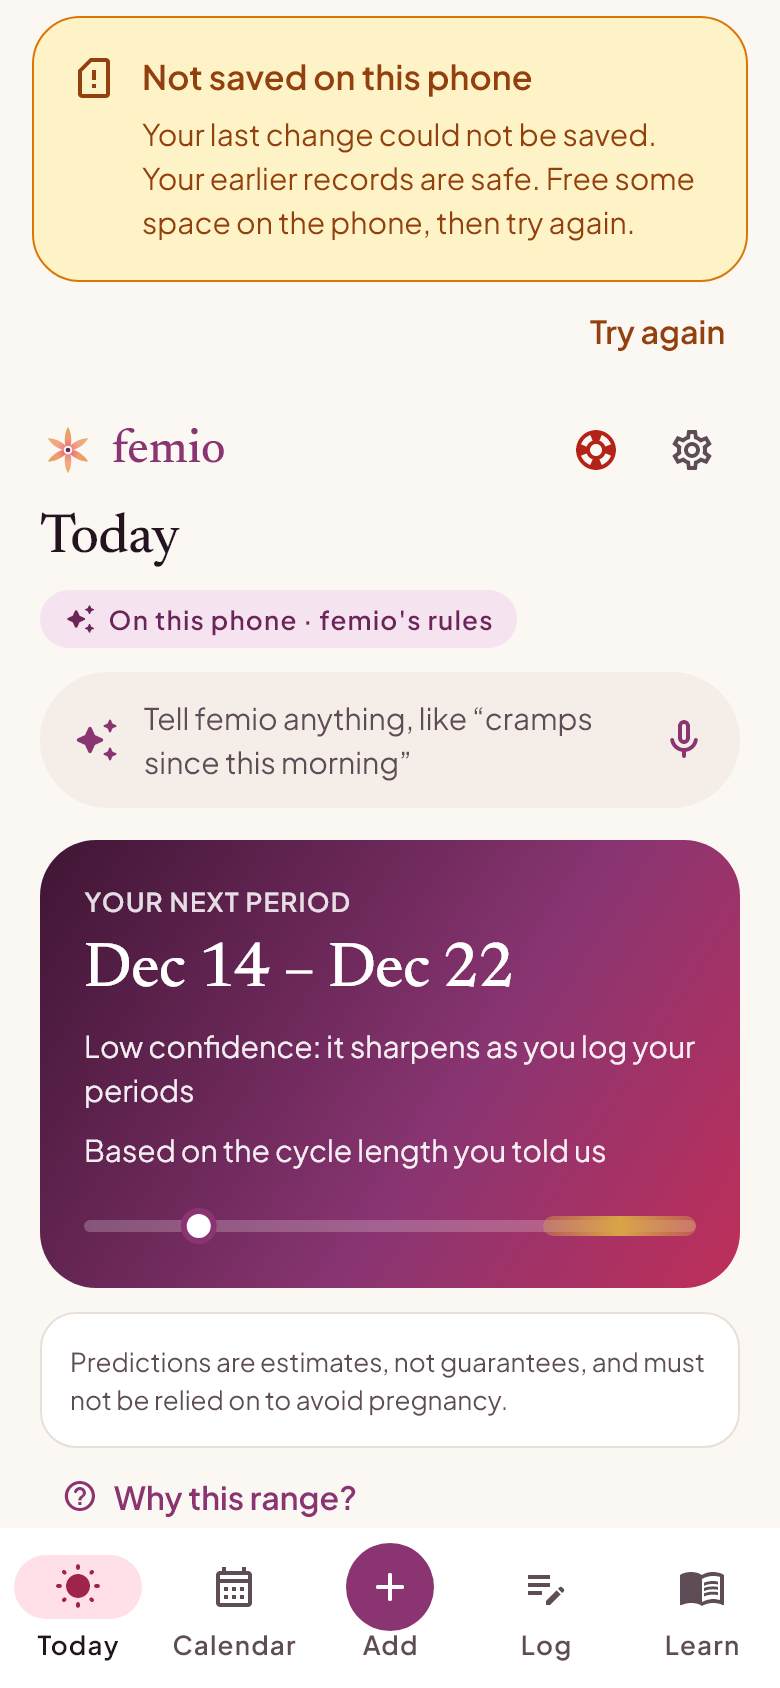 Not saved on this phone
Your last change could not be saved.
Your earlier records are safe. Free some
space on the phone, then try again.
Try again
femio
Today
On this phone · femio's rules
Tell femio anything, like “cramps
since this morning”
YOUR NEXT PERIOD
Dec 14 – Dec 22
Low confidence: it sharpens as you log your
periods
Based on the cycle length you told us
Predictions are estimates, not guarantees, and must
not be relied on to avoid pregnancy.
Why this range?
Today
Calendar
Add
Log
Learn